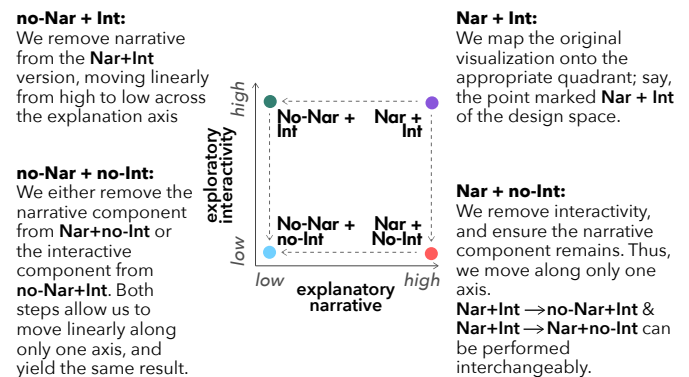 no-Nar + Int:
We remove narrative
from the Nar+Int
version, moving linearly
from high to low across
the explanation axis
no-Nar + no-Int:
We either remove the
narrative component
from Nar+no-Int or
the interactive
component from
no-Nar+Int. Both
steps allow us to
move linearly along
only one axis, and
yield the same result.
exploratory
interactivity
high
low
No-Nar +
Int
Nar +
Int
No-Nar +
no-Int
Nar +
No-Int
low
high
explanatory
narrative
Nar + Int:
We map the original
visualization onto the
appropriate quadrant; say,
the point marked Nar + Int
of the design space.
Nar + no-Int:
We remove interactivity,
and ensure the narrative
component remains. Thus,
we move along only one
axis.
Nar+Int → no-Nar+Int &
Nar+Int → Nar+no-Int can
be performed
interchangeably.